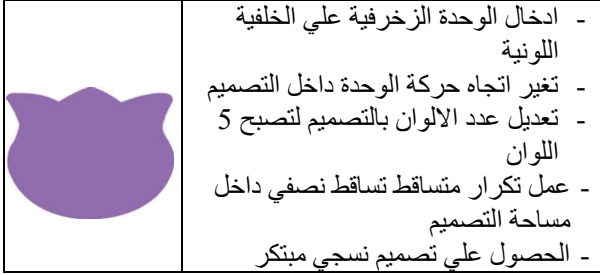 - ادخال الوحدة الزخرفية علي الخلفية
اللونية
- تغير اتجاه حركة الوحدة داخل التصميم
- تعديل عدد الالوان بالتصميم لتصبح 5
اللوان
- عمل تكرار متساقط تساقط نصفي داخل
مساحة التصميم
- الحصول علي تصميم نسجي مبتكر